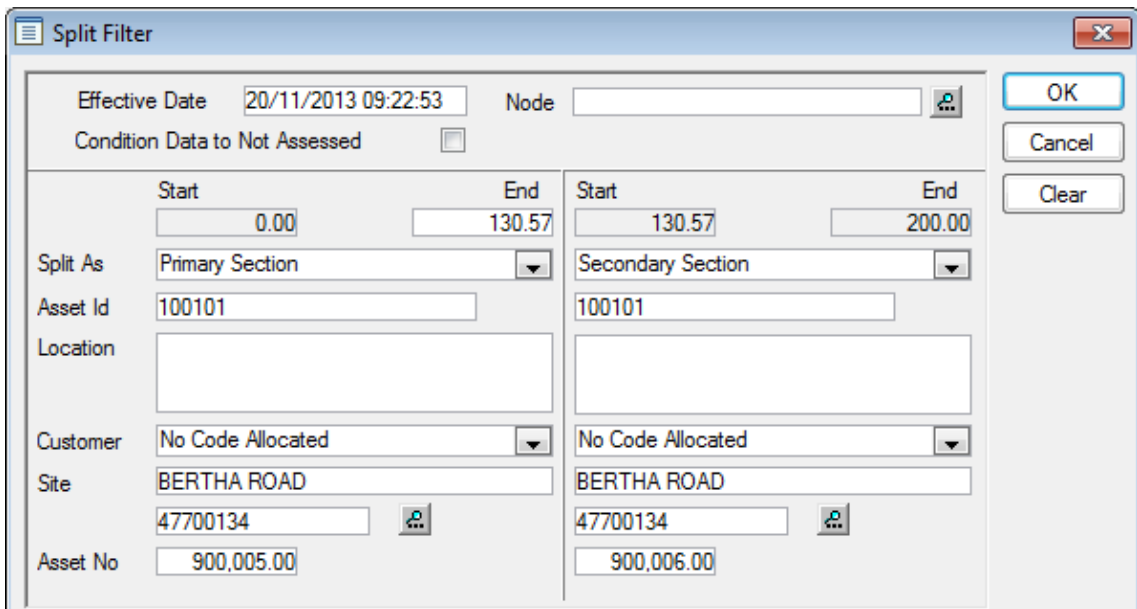 Split Filter
Effective Date 20/11/2013 09:22:53 Node OK
Condition Data to Not Assessed Cancel
Start End Start End Clear
0.00 130.57 130.57 200.00
Split As Primary Section Secondary Section
Asset Id 100101 100101
Location
Customer No Code Allocated No Code Allocated
Site BERTHA ROAD BERTHA ROAD
47700134 47700134
Asset No 900,005.00 900,006.00